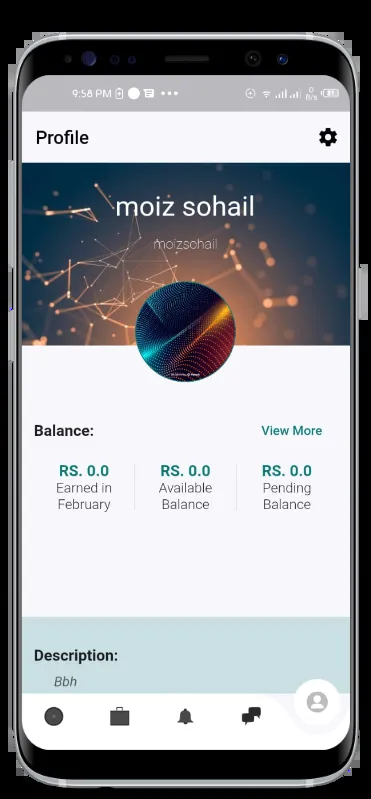 9:58 PM
0
B/s
Profile
moiz sohail
moizsohail
Balance:
View More
RS. 0.0
Earned in
February
RS. 0.0
Available
Balance
RS. 0.0
Pending
Balance
Description:
Bbh